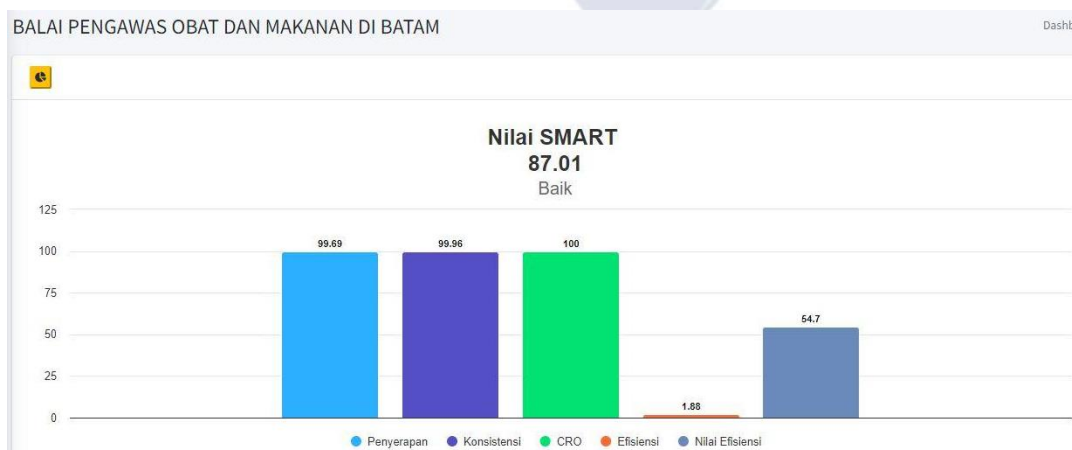 BALAI PENGAWAS OBAT DAN MAKANAN DI BATAM
Dashb
Nilai SMART
87.01
Baik
125
100
75
50
25
0
99.69
99.96
100
1.88
54.7
Penyerapan Konsistensi CRO Efisiensi Nilai Efisiensi